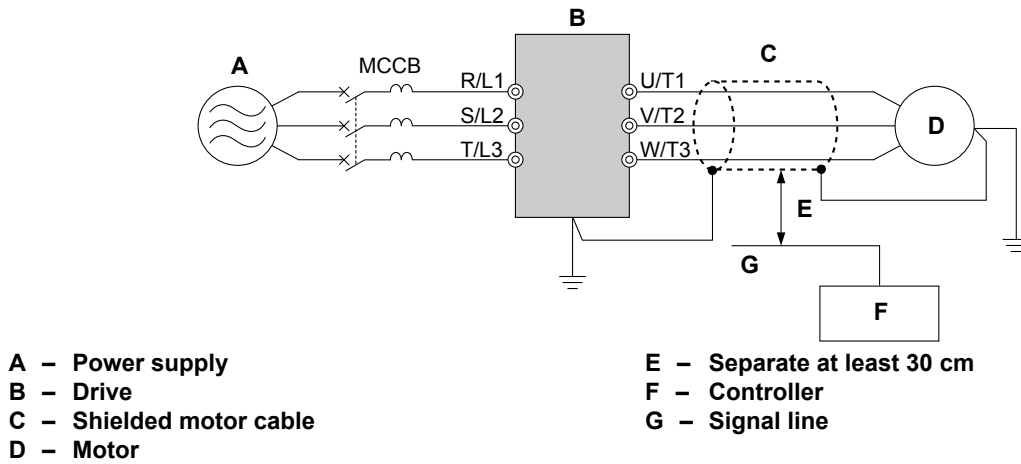 B
A
C
MCCB
R/L1
U/T1
S/L2
V/T2
D
T/L3
W/T3
E
G
F
A – Power supply
B – Drive
C – Shielded motor cable
D – Motor
E – Separate at least 30 cm
F – Controller
G – Signal line